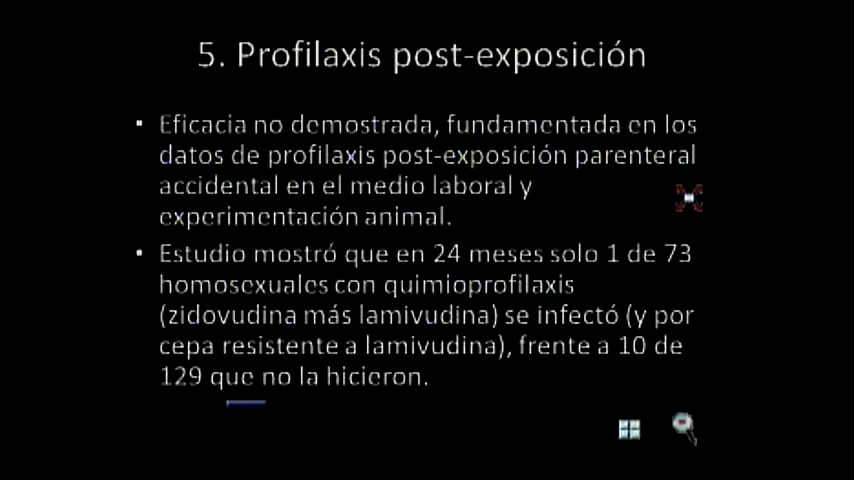 5. Profilaxis post-exposición
▪ Eficacia no demostrada, fundamentada en los
datos de profilaxis post-exposición parenteral
accidental en el medio laboral y
experimentación animal.
• Estudio mostró que en 24 meses solo 1 de 73
homosexuales con quimioprofilaxis
(zidovudina más lamivudina) se infectó (y por
cepa resistente a lamivudina), frente a 10 de
129 que no la hicieron.